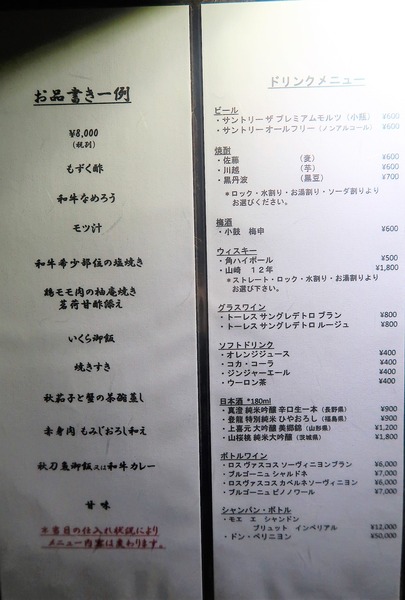 お品書き一例
¥8,000
(税別)
もずく酢
和牛なめろう
モツ汁
和牛希少部位の塩焼き
鶏モモ肉の柚庵焼き
茗荷甘酢添え
いくら御飯
焼きすき
秋茄子と蟹の茶碗蒸し
赤身肉 もみじおろし和え
秋刀魚御飯又は和牛カレー
甘味
※当日の仕入れ状況により
メニュー内容は変わります。
ドリンクメニュー
ビール
・サントリー ザ プレミアムモルツ（小瓶） ¥600
・サントリー オールフリー（ノンアルコール） ¥600
焼酎
・佐藤 （麦） ¥600
・川越 （芋） ¥600
・黒丹波 （黒豆） ¥700
＊ロック・水割り・お湯割り・ソーダ割りより
お選びください。
梅酒
・小鼓 梅申 ¥600
ウィスキー
・角ハイボール ¥500
・山崎 １２年 ¥1,800
＊ストレート・ロック・水割り・お湯割りより
お選び下さい。
グラスワイン
・トーレス サングレデトロ ブラン ¥800
・トーレス サングレデトロ ルージュ ¥800
ソフトドリンク
・オレンジジュース ¥400
・コカ・コーラ ¥400
・ジンジャーエール ¥400
・ウーロン茶 ¥400
日本酒 *180ml
・真澄 純米吟醸 辛口生一本（長野県） ¥900
・登龍 特別純米 ひやおろし（福島県） ¥900
・上喜元 大吟醸 美郷錦（山形県） ¥1,200
・山桜桃 純米大吟醸（茨城県） ¥1,800
ボトルワイン
・ロス ヴァスコス ソーヴィニヨンブラン ¥6,000
・ブルゴーニュ シャルドネ ¥7,000
・ロス ヴァスコス カベルネソーヴィニヨン ¥6,000
・ブルゴーニュ ピノノワール ¥7,000
シャンパン・ボトル
・モエ エ シャンドン
ブリュット インペリアル ¥12,000
・ドン・ペリニヨン ¥50,000